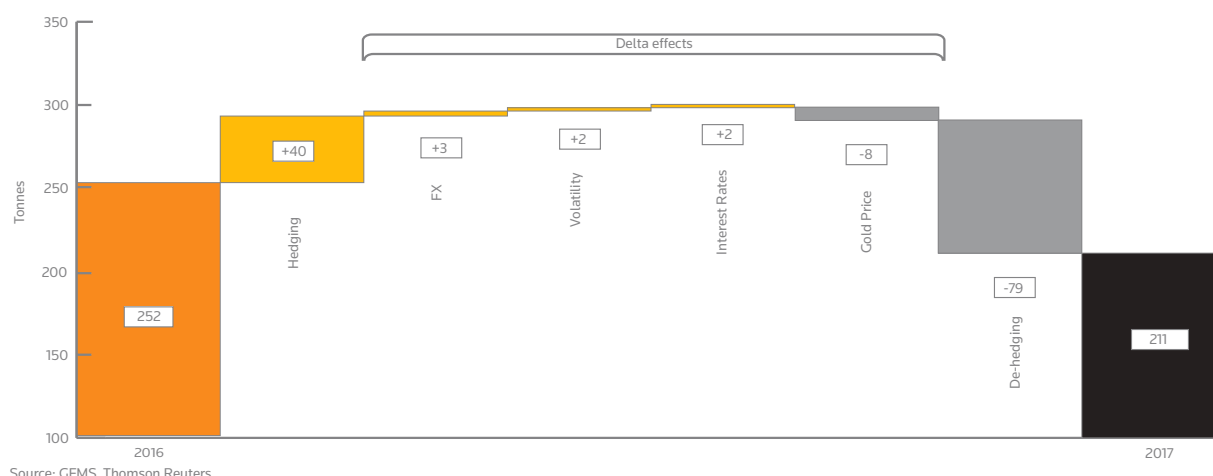 350
Delta effects
300
+40
+3
+2
+2
-8
250
Tonnes
Hedging
FX
Volatility
Interest Rates
Gold Price
200
-79
De-hedging
252
211
150
100
2016
2017
Source: GFMS, Thomson Reuters